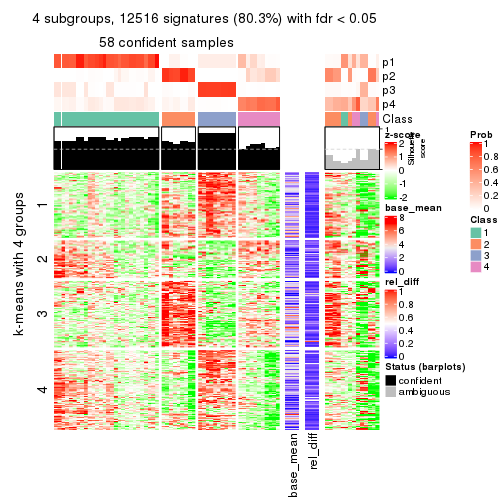 4 subgroups, 12516 signatures (80.3%) with fdr < 0.05
58 confident samples
p1
p2
p3
p4
Class
Silhouette
score
1
2
3
4
k-means with 4 groups
base_mean
rel_diff
z-score
2
1
0
-1
-2
base_mean
8
6
4
2
0
rel_diff
1
0.8
0.6
0.4
0.2
0
Status (barplots)
confident
ambiguous
Prob
1
0.8
0.6
0.4
0.2
0
Class
1
2
3
4